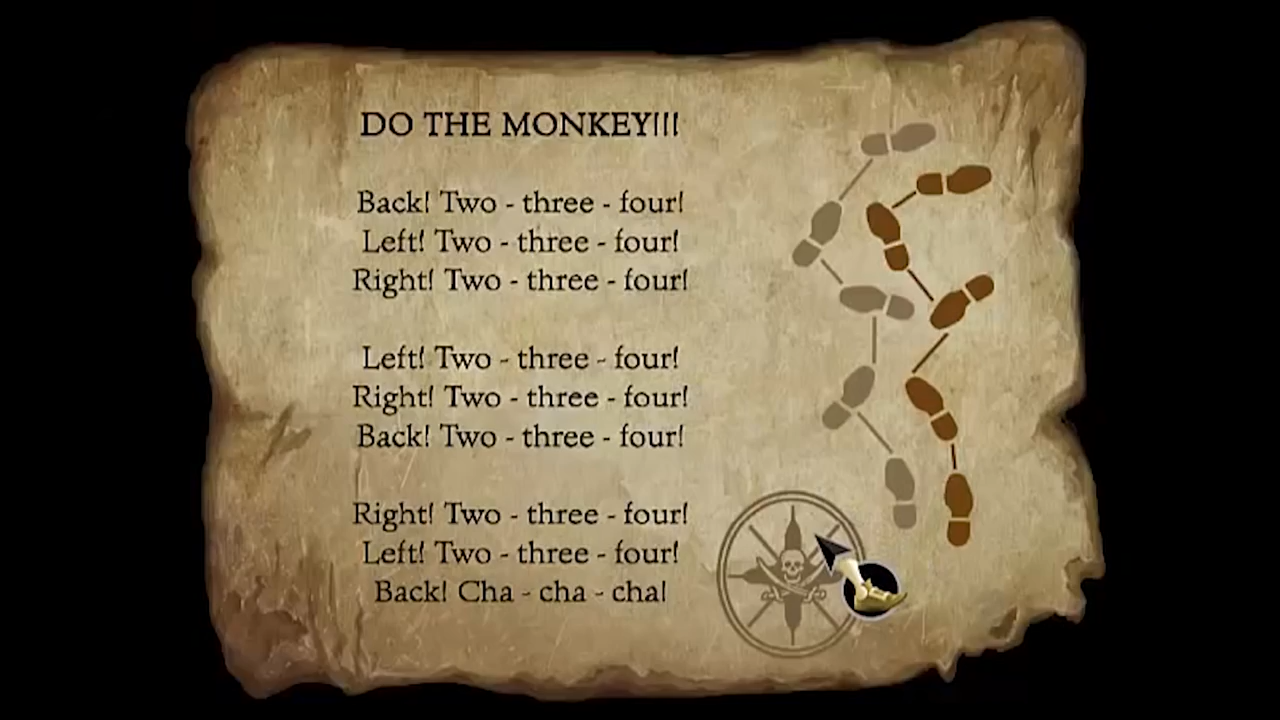 DO THE MONKEY!!!
Back! Two - three - four!
Left! Two - three - four!
Right! Two - three - four!
Left! Two - three - four!
Right! Two - three - four!
Back! Two - three - four!
Right! Two - three - four!
Left! Two - three - four!
Back! Cha - cha - cha!